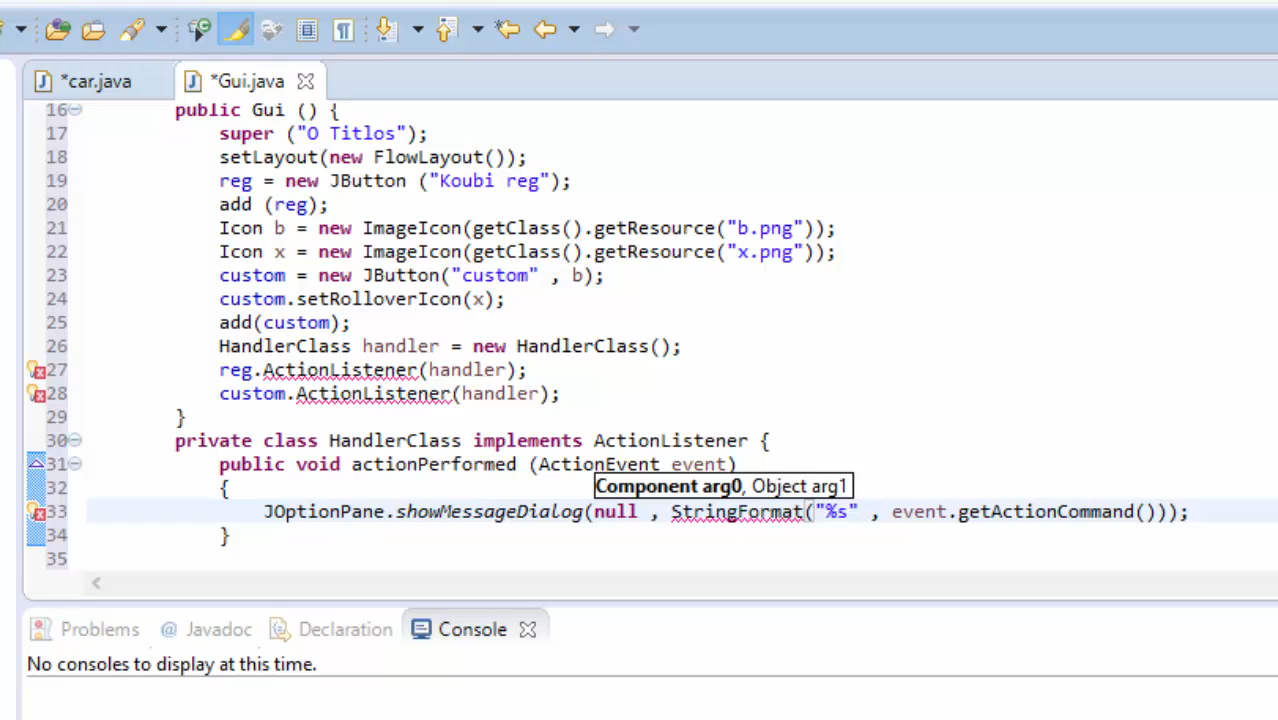 *car.java
*Gui.java
16 public Gui () {
17 super ("O Titlos");
18 setLayout(new FlowLayout());
19 reg = new JButton ("Koubi reg");
20 add (reg);
21 Icon b = new ImageIcon(getClass().getResource("b.png"));
22 Icon x = new ImageIcon(getClass().getResource("x.png"));
23 custom = new JButton("custom" , b);
24 custom.setRolloverIcon(x);
25 add(custom);
26 HandlerClass handler = new HandlerClass();
27 reg.ActionListener(handler);
28 custom.ActionListener(handler);
29 }
30 private class HandlerClass implements ActionListener {
31 public void actionPerformed (ActionEvent event)
32 {
Component arg0, Object arg1
33 JOptionPane.showMessageDialog(null , StringFormat("%s" , event.getActionCommand()));
34 }
35
Problems @ Javadoc Declaration Console
No consoles to display at this time.